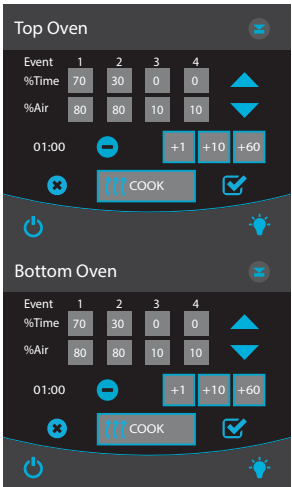 Top Oven
Event 1 2 3 4
%Time 70 30 0 0
%Air 80 80 10 10
01:00 +1 +10 +60
COOK
Bottom Oven
Event 1 2 3 4
%Time 70 30 0 0
%Air 80 80 10 10
01:00 +1 +10 +60
COOK